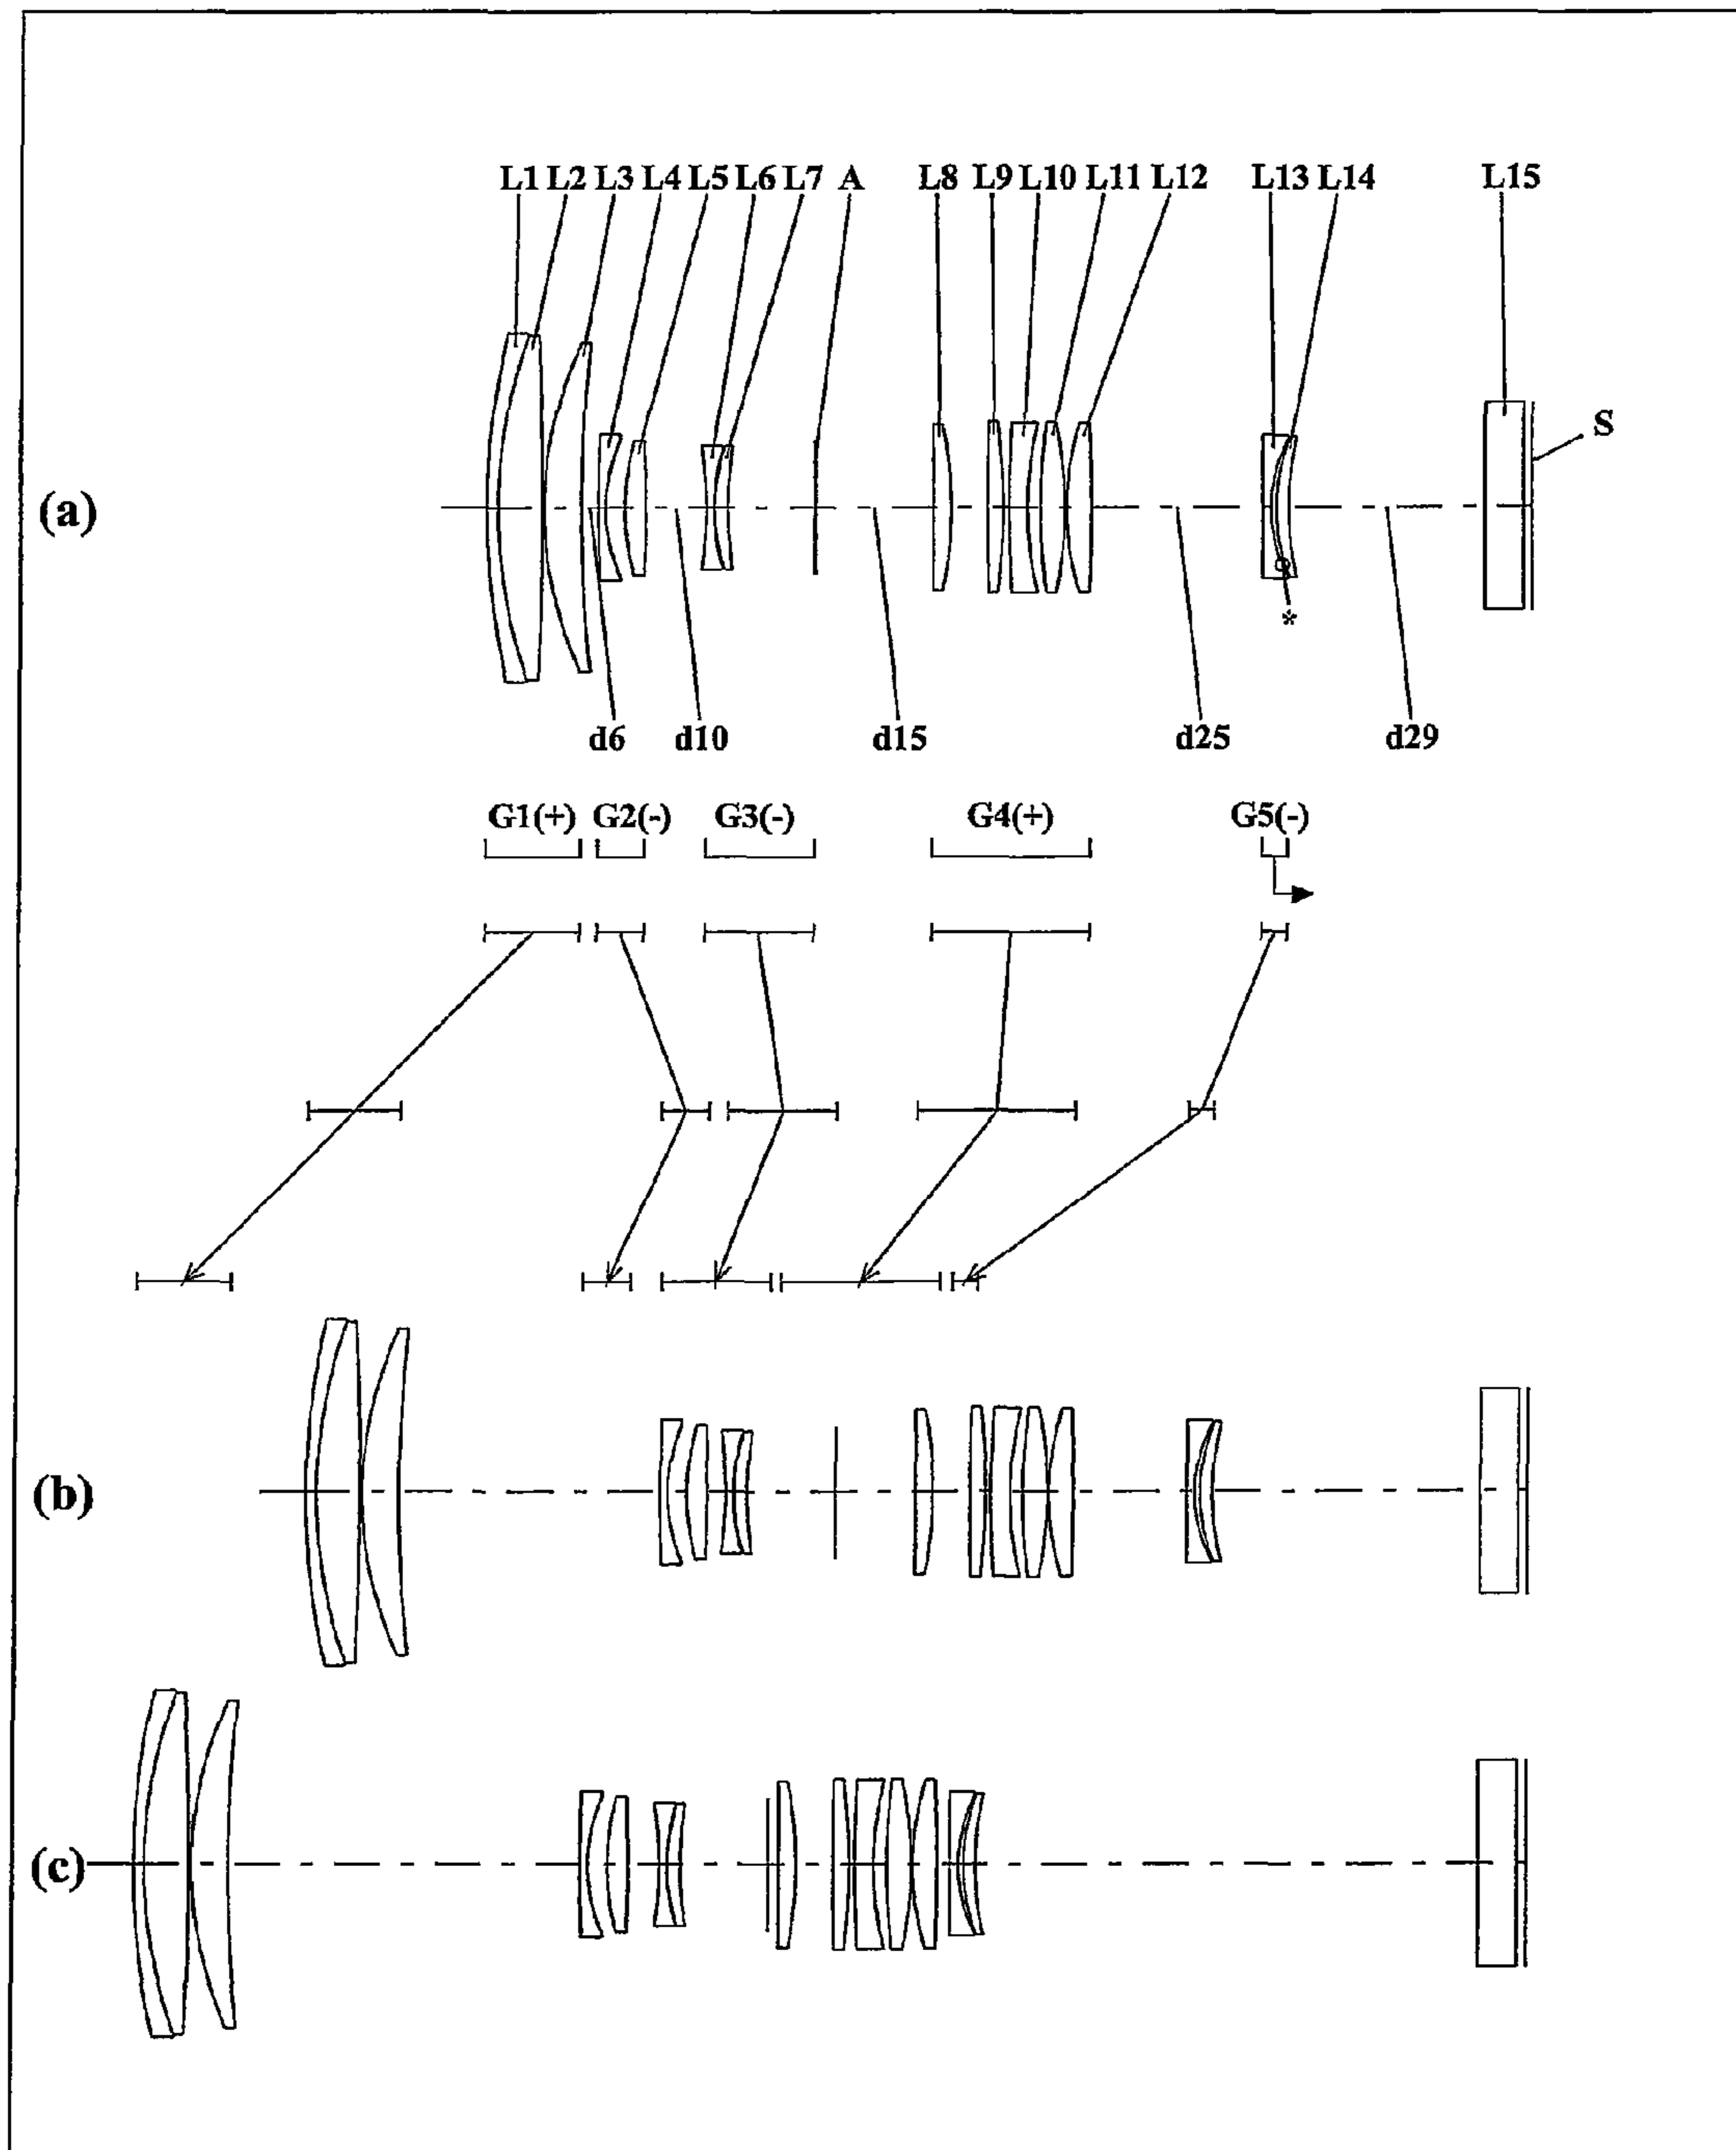 L1 L2 L3 L4 L5 L6 L7 A L8 L9 L10 L11 L12 L13 L14 L15
S
(a)
*
d6 d10 d15 d25 d29
G1(+) G2(-) G3(-) G4(+) G5(-)
(b)
(c)